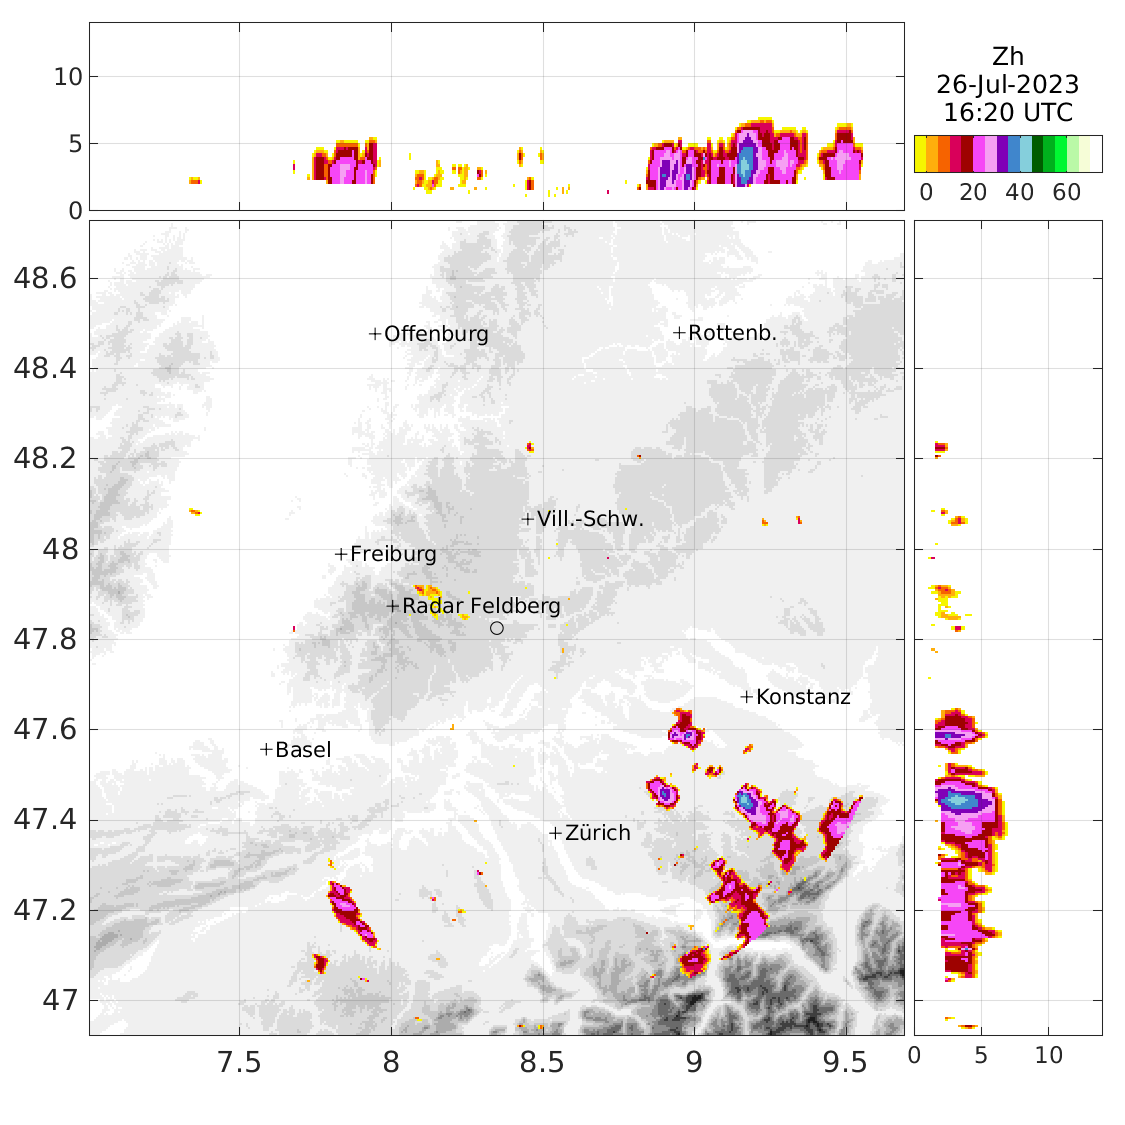 Zh
26-Jul-2023
16:20 UTC
0 20 40 60
10
5
0
48.6
48.4
48.2
48
47.8
47.6
47.4
47.2
47
Offenburg
Rottenb.
Vill.-Schw.
Freiburg
Radar Feldberg
Konstanz
Basel
Zürich
7.5 8 8.5 9 9.5
0 5 10